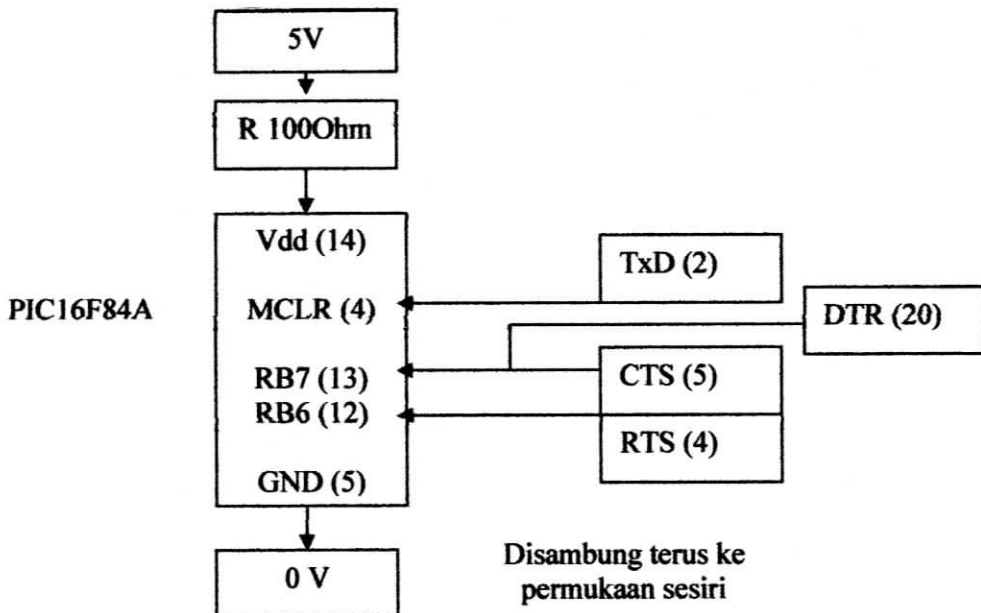 5V
R 100Ohm
Vdd (14)
TxD (2)
PIC16F84A
MCLR (4)
DTR (20)
RB7 (13)
CTS (5)
RB6 (12)
RTS (4)
GND (5)
0 V
Disambung terus ke
permukaan sesiri